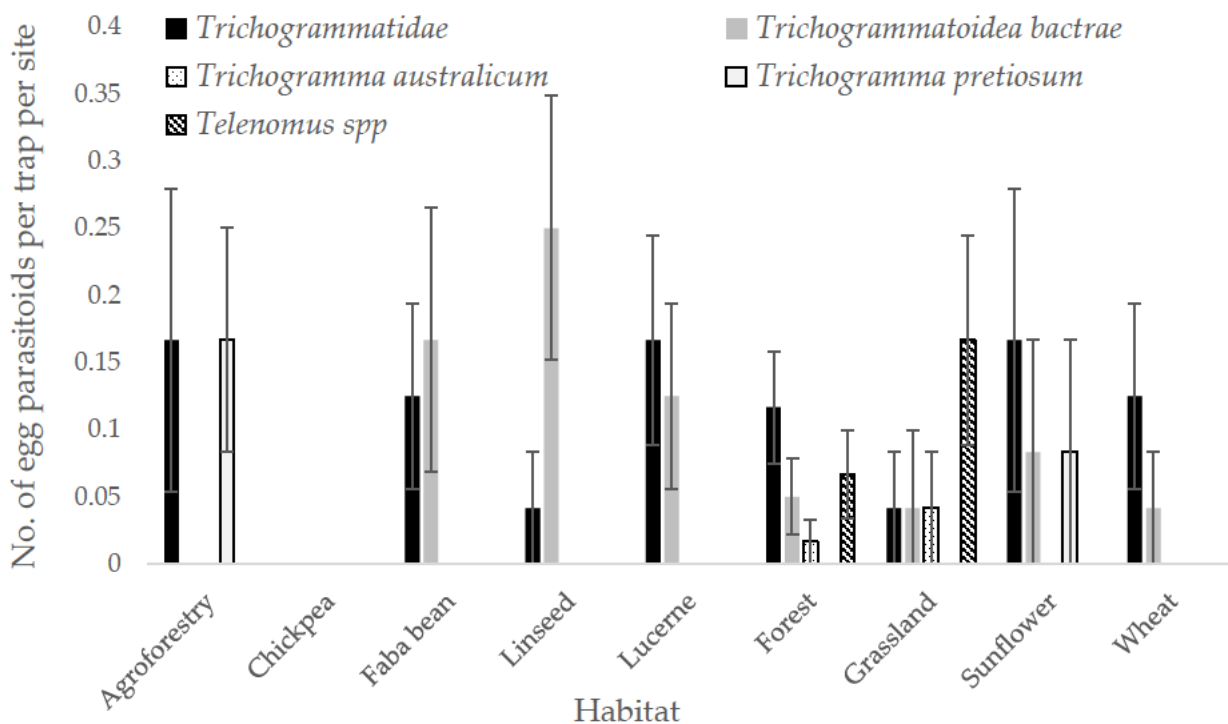 No. of egg parasitoids per trap per site
0.4
0.35
0.3
0.25
0.2
0.15
0.1
0.05
0
Trichogrammatidae
Trichogrammatoidea bactrae
Trichogramma australicum
Trichogramma pretiosum
Telenomus spp
Agroforestry
Chickpea
Faba bean
Linseed
Lucerne
Forest
Grassland
Sunflower
Wheat
Habitat